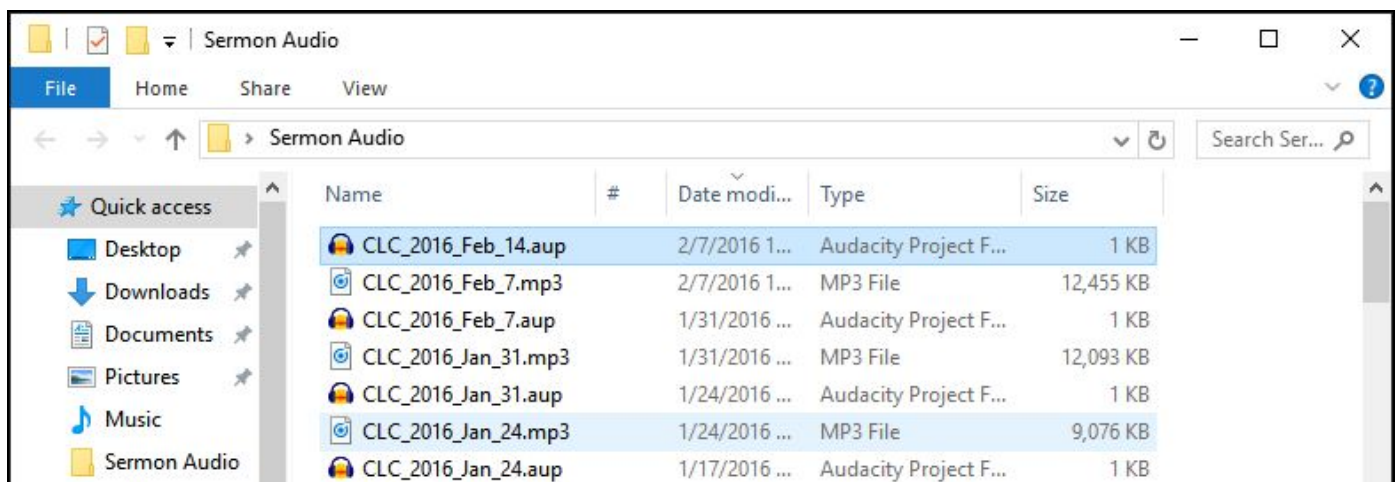 Sermon Audio
File Home Share View
Sermon Audio Search Ser...
Name # Date modi... Type Size
Quick access
CLC_2016_Feb_14.aup 2/7/2016 1... Audacity Project F... 1 KB
Desktop
CLC_2016_Feb_7.mp3 2/7/2016 1... MP3 File 12,455 KB
Downloads
CLC_2016_Feb_7.aup 1/31/2016 ... Audacity Project F... 1 KB
Documents
CLC_2016_Jan_31.mp3 1/31/2016 ... MP3 File 12,093 KB
Pictures
CLC_2016_Jan_31.aup 1/24/2016 ... Audacity Project F... 1 KB
Music
CLC_2016_Jan_24.mp3 1/24/2016 ... MP3 File 9,076 KB
Sermon Audio
CLC_2016_Jan_24.aup 1/17/2016 ... Audacity Project F... 1 KB